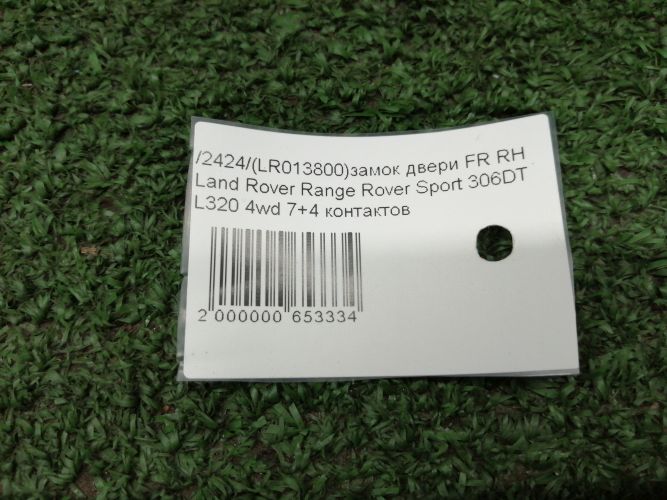 /2424/(LR013800)замок двери FR RH
Land Rover Range Rover Sport 306DT
L320 4wd 7+4 контактов
2 000000 653334